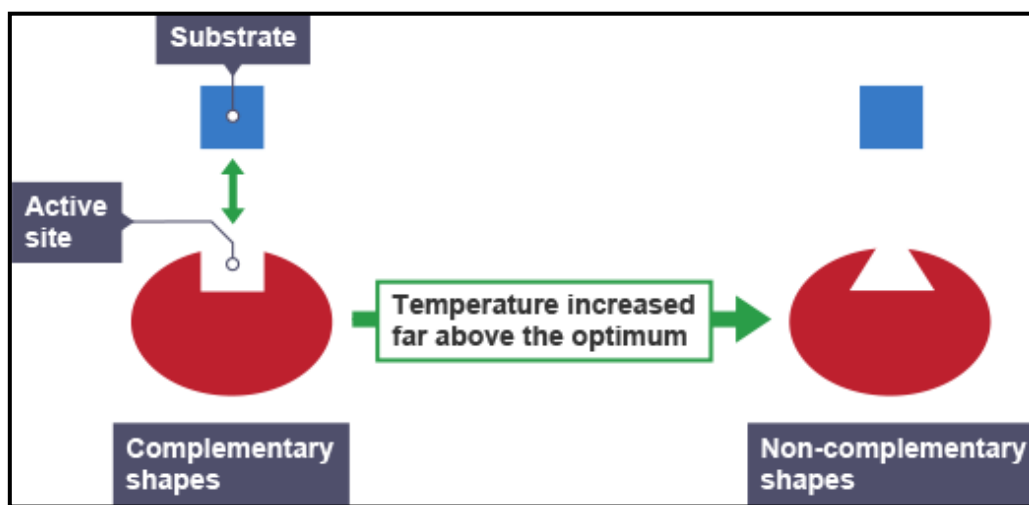 Substrate
Active
site
Temperature increased
far above the optimum
Complementary
shapes
Non-complementary
shapes